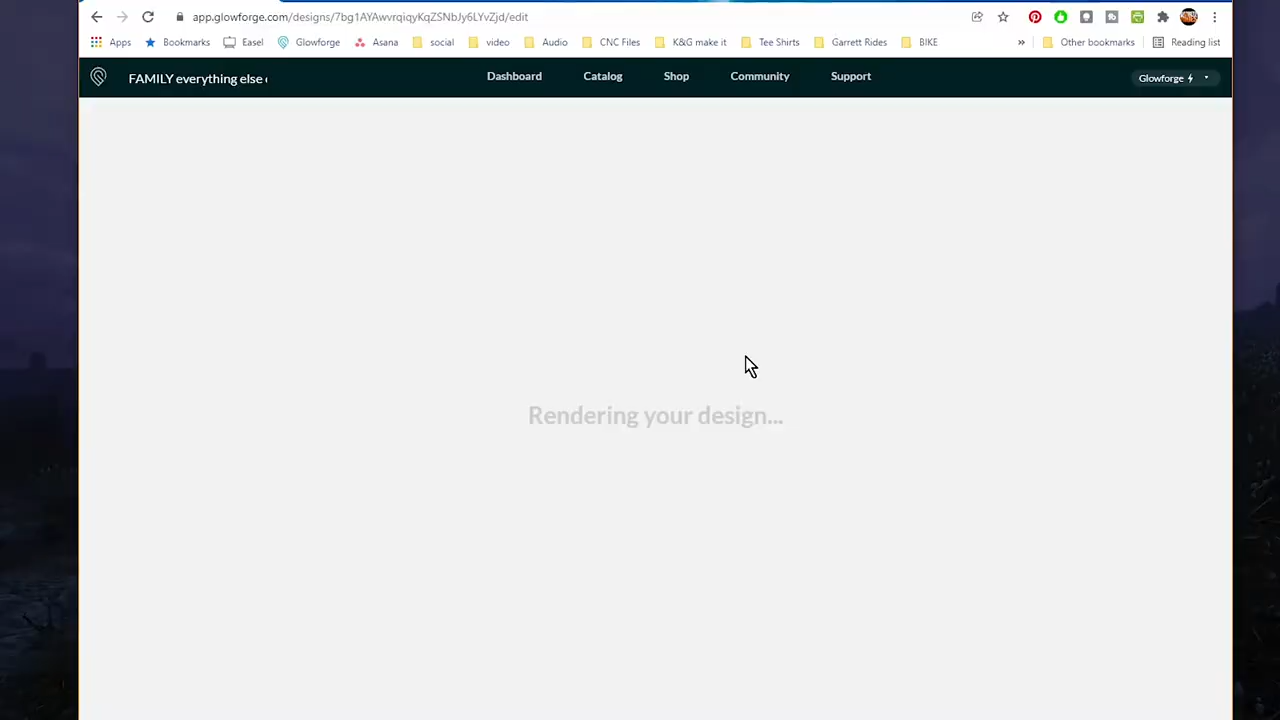 app.glowforge.com/designs/7bg1AYAwvrqiqyKqZSNbJy6LYvZjd/edit
Apps Bookmarks Easel Glowforge Asana social video Audio CNC Files K&G make it Tee Shirts Garrett Rides BIKE » Other bookmarks Reading list
FAMILY everything else Dashboard Catalog Shop Community Support Glowforge
Rendering your design...